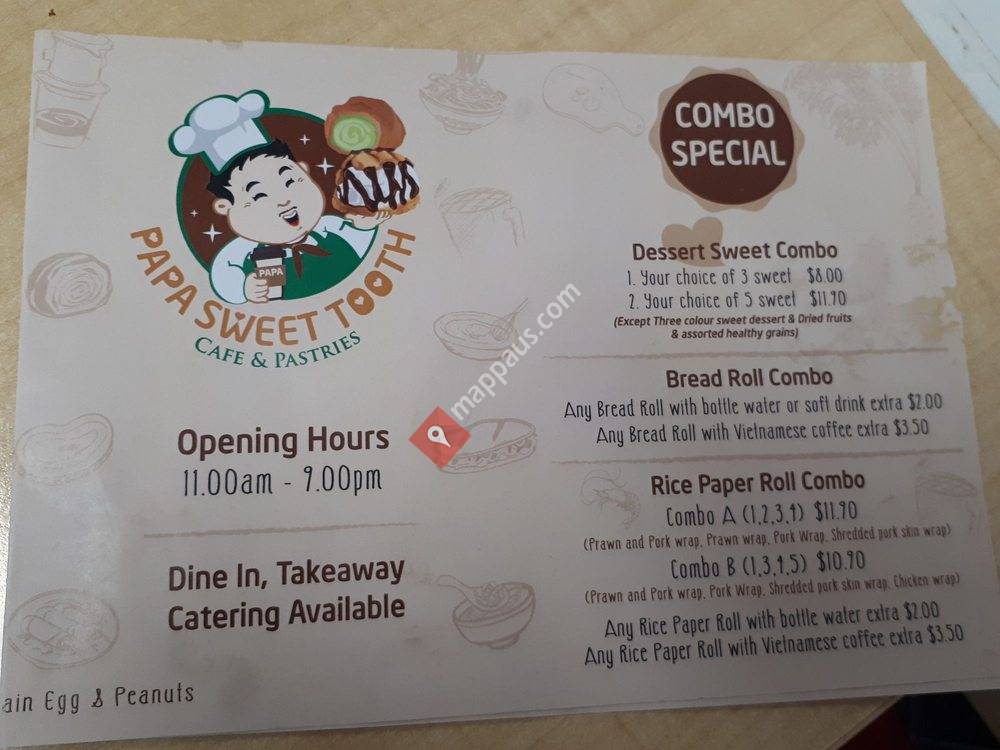 PAPA SWEET TOOTH
CAFE & PASTRIES
PAPA
Opening Hours
11.00am - 9.00pm
Dine In, Takeaway
Catering Available
ain Egg & Peanuts
COMBO
SPECIAL
Dessert Sweet Combo
1. Your choice of 3 sweet $8.00
2. Your choice of 5 sweet $11.90
(Except Three colour sweet dessert & Dried fruits
& assorted healthy grains)
Bread Roll Combo
Any Bread Roll with bottle water or soft drink extra $2.00
Any Bread Roll with Vietnamese coffee extra $3.50
Rice Paper Roll Combo
Combo A (1,2,3,4) $11.90
(Prawn and Pork wrap, Prawn wrap, Pork Wrap, Shredded pork skin wrap)
Combo B (1,3,4,5) $10.90
(Prawn and Pork wrap, Pork Wrap, Shredded pork skin wrap, Chicken wrap)
Any Rice Paper Roll with bottle water extra $2.00
Any Rice Paper Roll with Vietnamese coffee extra $3.50
mappaus.com